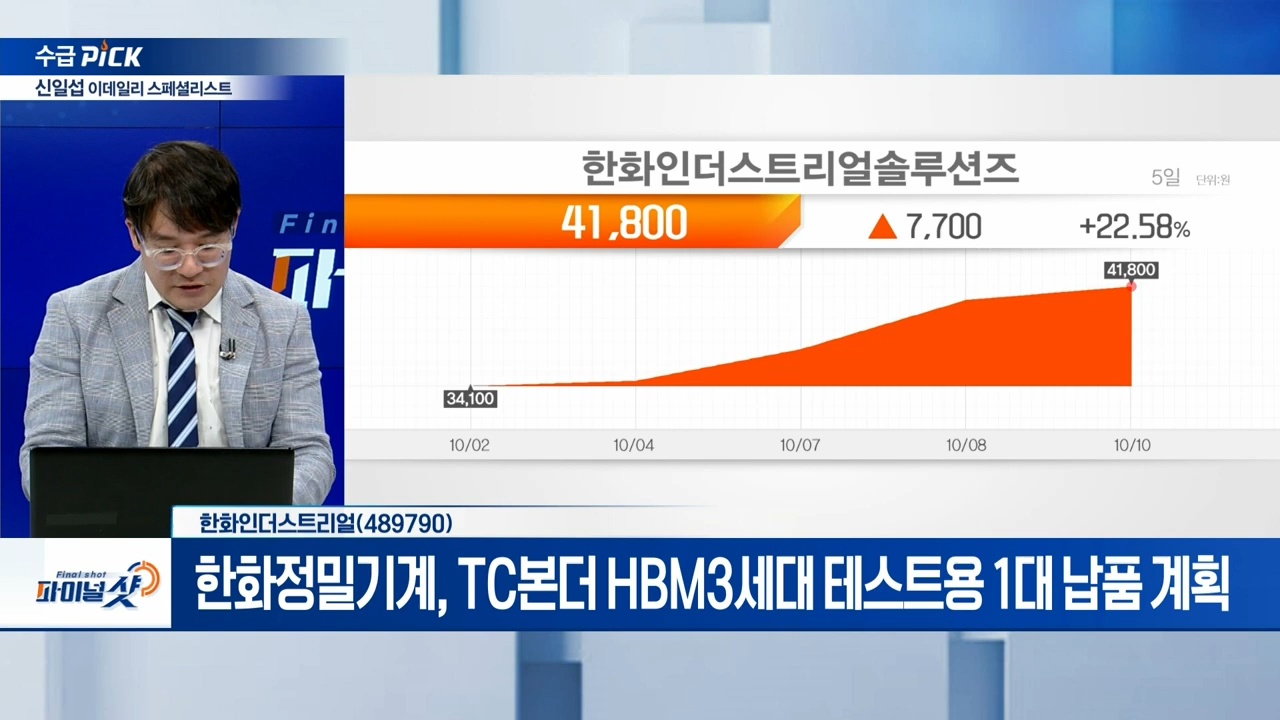 수급 PiCK
신일섭 이데일리 스페셜리스트
Fin
파
한화인더스트리얼솔루션즈
5일 단위:원
41,800 ▲ 7,700 +22.58%
41,800
34,100
10/02 10/04 10/07 10/08 10/10
한화인더스트리얼(489790)
Final shot
파이널샷
한화정밀기계, TC본더 HBM3세대 테스트용 1대 납품 계획